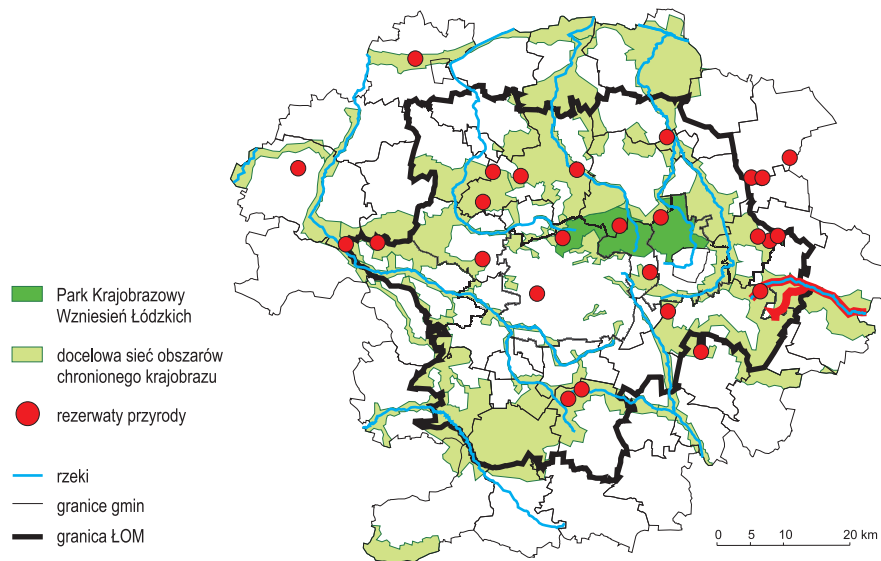 Park Krajobrazowy
Wzniesień Łódzkich
docelowa sieć obszarów
chronionego krajobrazu
rezerwaty przyrody
rzeki
granice gmin
granica ŁOM
0 5 10 20 km